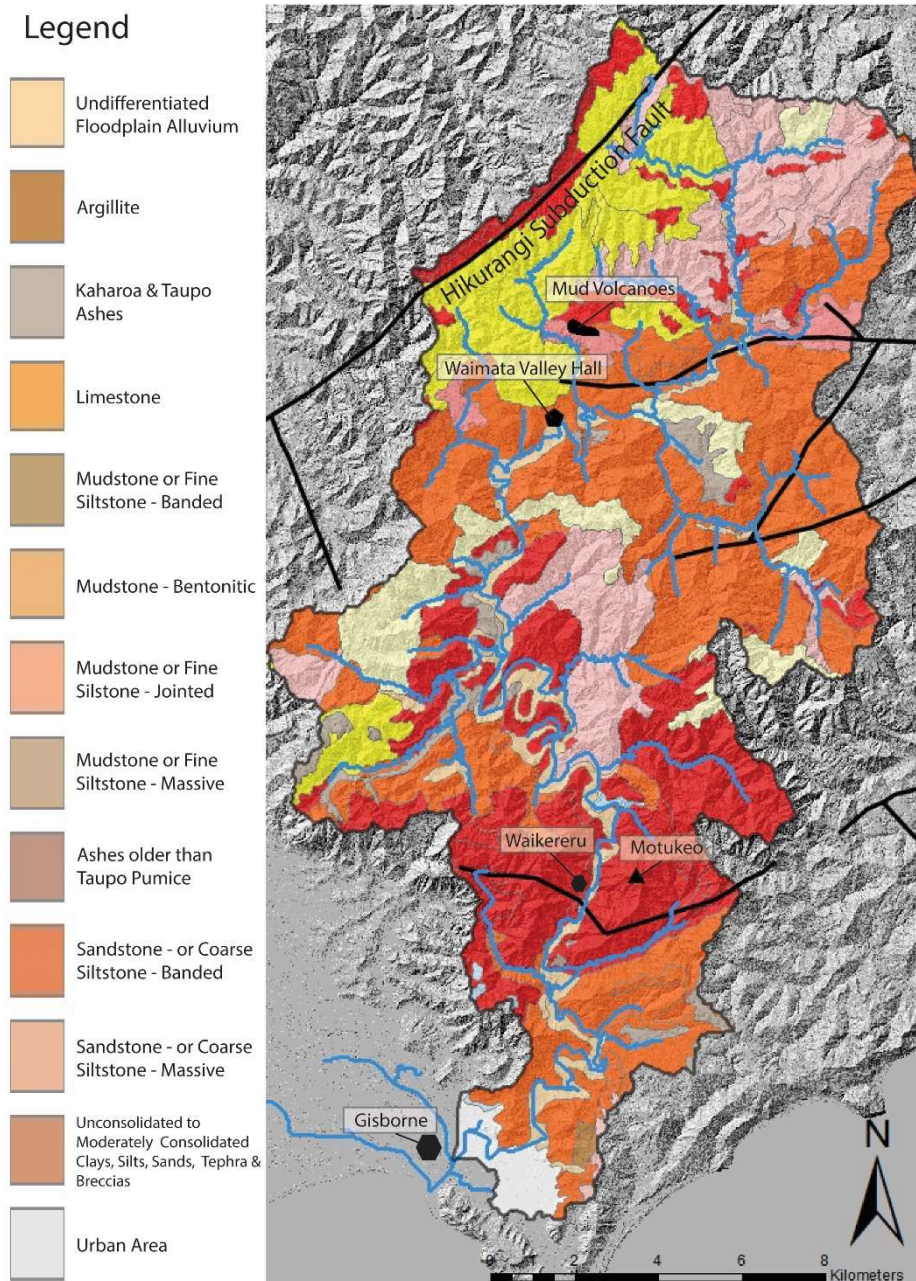 Legend
Undifferentiated
Floodplain Alluvium
Argillite
Kaharoa & Taupo
Ashes
Limestone
Mudstone or Fine
Siltstone - Banded
Mudstone - Bentonitic
Mudstone or Fine
Silstone - Jointed
Mudstone or Fine
Siltstone - Massive
Ashes older than
Taupo Pumice
Sandstone - or Coarse
Siltstone - Banded
Sandstone - or Coarse
Siltstone - Massive
Unconsolidated to
Moderately Consolidated
Clays, Silts, Sands, Tephra &
Breccias
Urban Area
Hikurangi Subduction Fault
Mud Volcanoes
Waimata Valley Hall
Waikereru
Motukeo
Gisborne
N
0 1 2 4 6 8
Kilometers